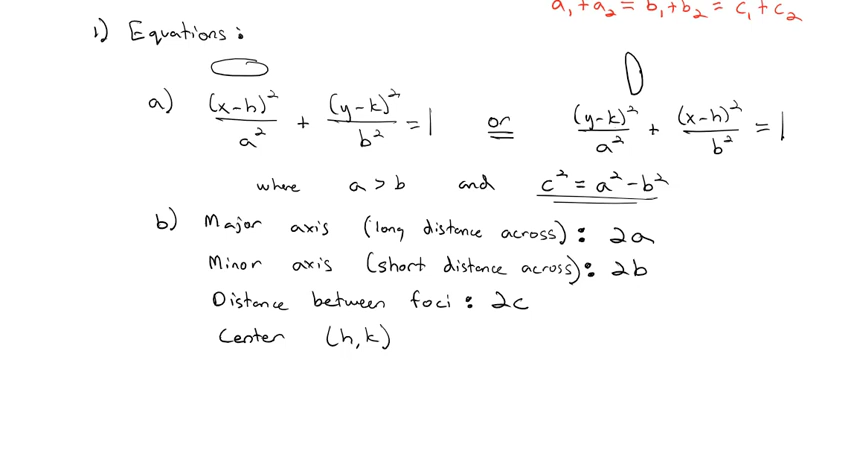 a₁ + a₂ = b₁ + b₂ = c₁ + c₂
1) Equations:
a) (x-h)²/a² + (y-k)²/b² = 1 or (y-k)²/a² + (x-h)²/b² = 1
where a > b and c² = a² - b²
b) Major axis (long distance across): 2a
Minor axis (short distance across): 2b
Distance between foci: 2c
Center (h,k)